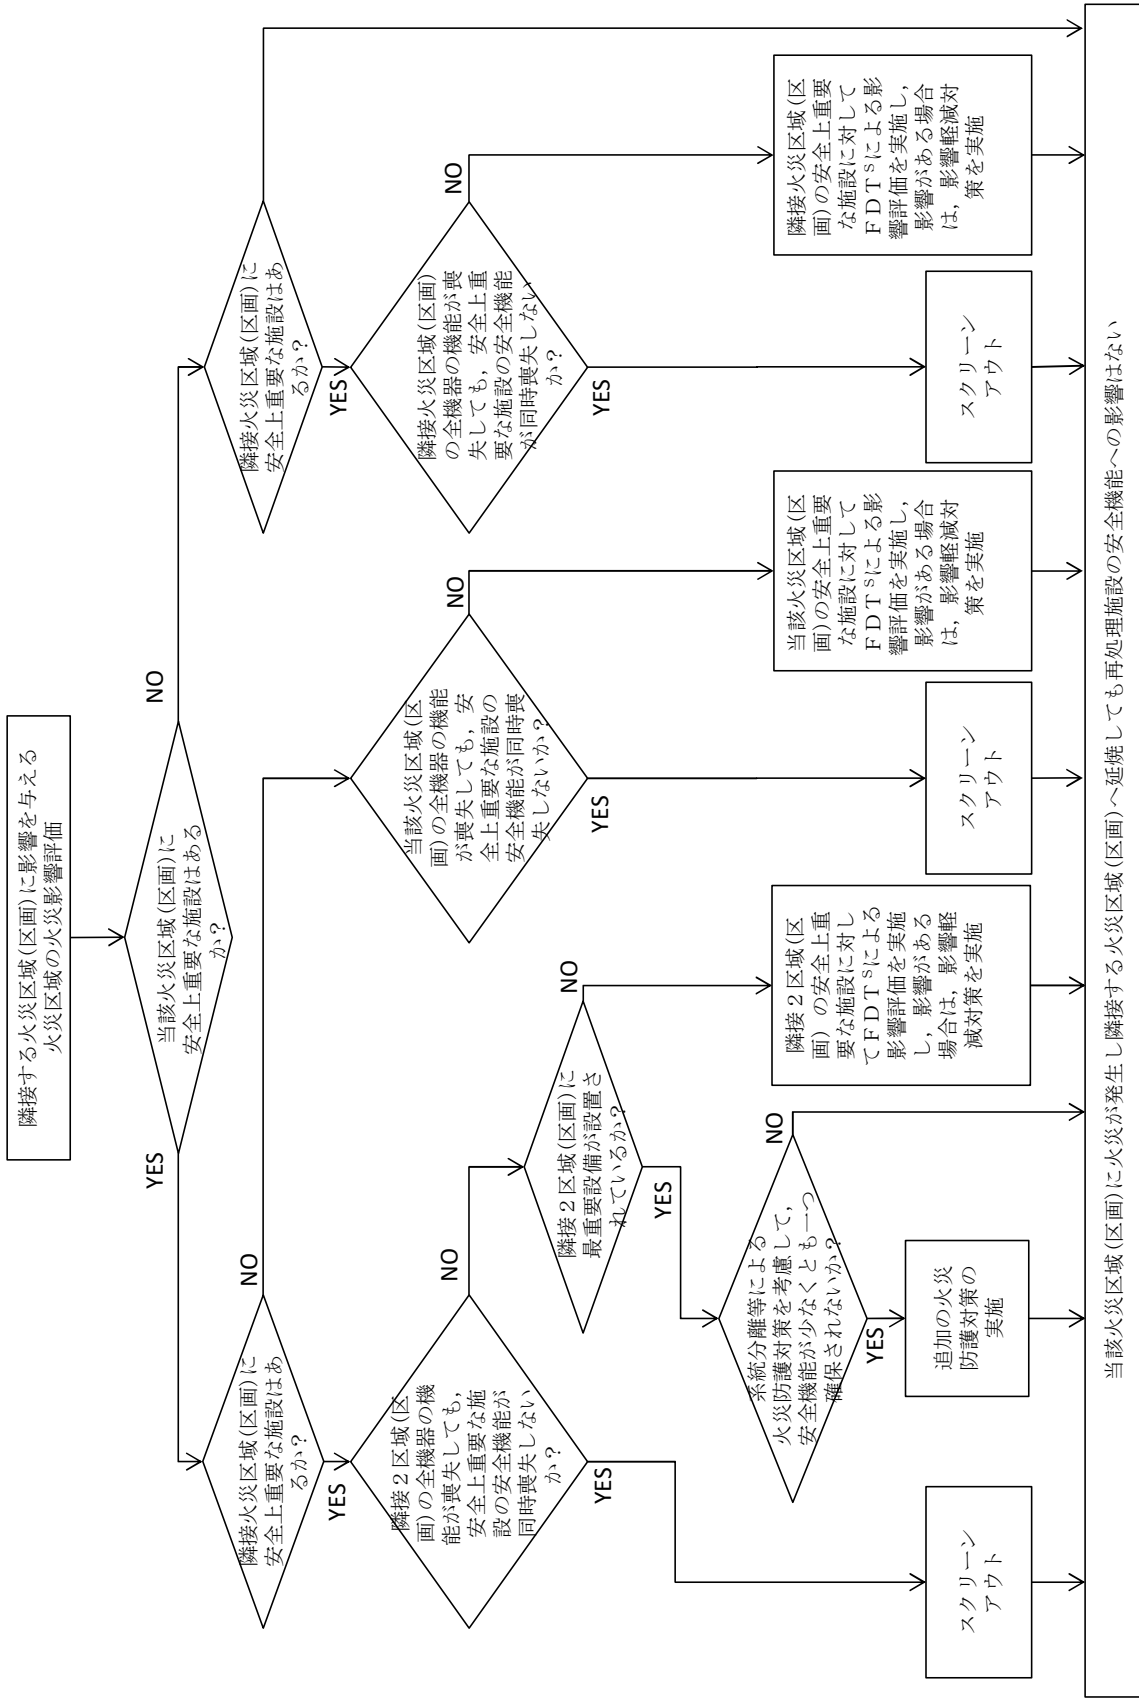 隣接する火災区域(区画)に影響を与える
火災区域の火災影響評価
当該火災区域(区画)に
安全上重要な施設はある
か？
YES
NO
隣接火災区域(区画)に
安全上重要な施設はあ
るか？
YES
NO
隣接火災区域(区画)に
安全上重要な施設はあ
るか？
YES
隣接２区域(区
画)の全機器の機
能が喪失しても，
安全上重要な施
設の安全機能が
同時喪失しない
か？
YES
NO
当該火災区域(区
画)の全機器の機能
が喪失しても，安
全上重要な施設の
安全機能が同時喪
失しないか？
YES
NO
隣接火災区域(区画)
の全機器の機能が喪
失しても，安全上重
要な施設の安全機能
が同時喪失しない
か？
YES
NO
隣接２区域(区画)に
最重要設備が設置さ
れているか？
YES
NO
系統分離等による
火災防護対策を考慮して，
安全機能が少なくとも一つ
確保されないか？
YES
NO
スクリーン
アウト
追加の火災
防護対策の
実施
隣接２区域(区
画)の安全上重
要な施設に対し
てＦＤＴＳによる
影響評価を実施
し，影響がある
場合は，影響軽
減対策を実施
スクリーン
アウト
当該火災区域(区
画)の安全上重要
な施設に対して
ＦＤＴＳによる影
響評価を実施し，
影響がある場合
は，影響軽減対
策を実施
スクリーン
アウト
隣接火災区域(区
画)の安全上重要
な施設に対して
ＦＤＴＳによる影
響評価を実施し，
影響がある場合
は，影響軽減対
策を実施
当該火災区域(区画)に火災が発生し隣接する火災区域(区画)へ延焼しても再処理施設の安全機能への影響はない